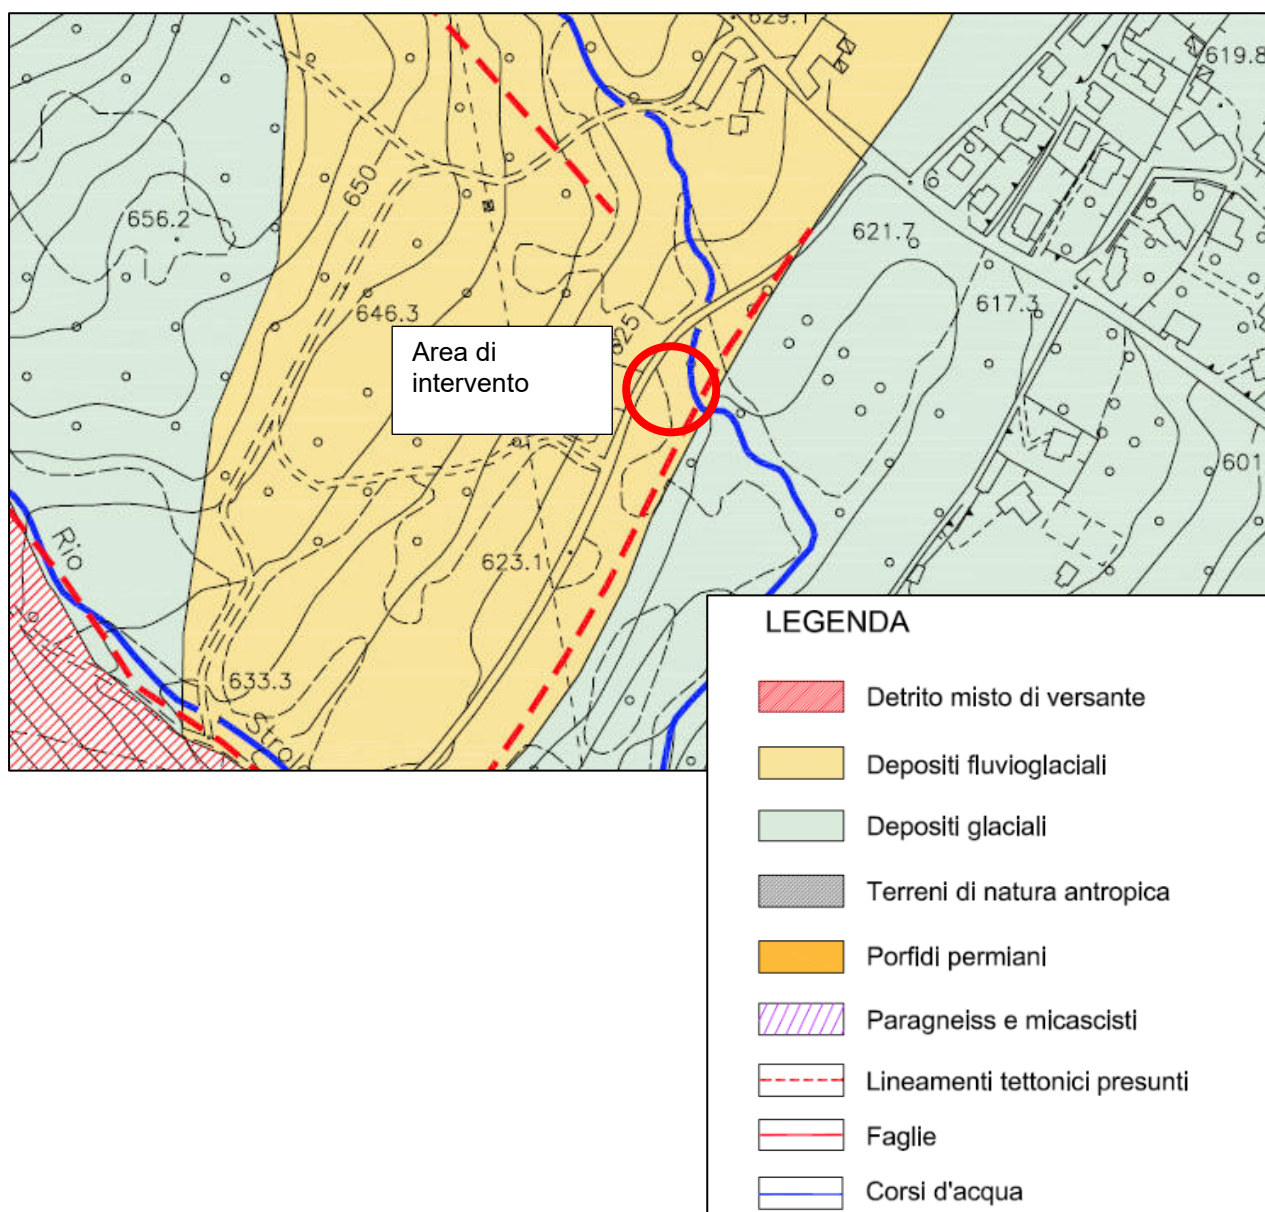 629.1
619.8
650
656.2
621.7
617.3
646.3
625
Area di
intervento
601
Rio
623.1
633.3
Strol
LEGENDA
Detrito misto di versante
Depositi fluvioglaciali
Depositi glaciali
Terreni di natura antropica
Porfidi permiani
Paragneiss e micascisti
Lineamenti tettonici presunti
Faglie
Corsi d'acqua